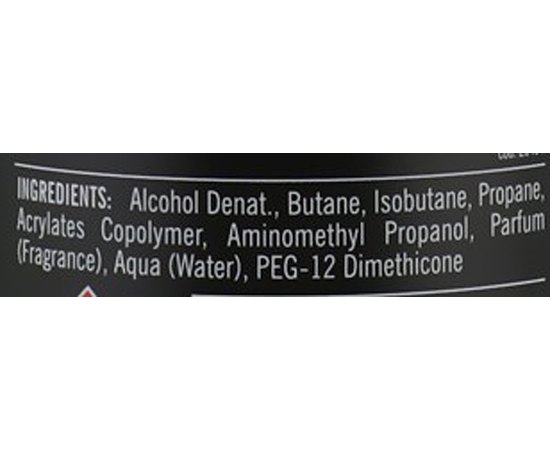 INGREDIENTS: Alcohol Denat., Butane, Isobutane, Propane,
Acrylates Copolymer, Aminomethyl Propanol, Parfum
(Fragrance), Aqua (Water), PEG-12 Dimethicone